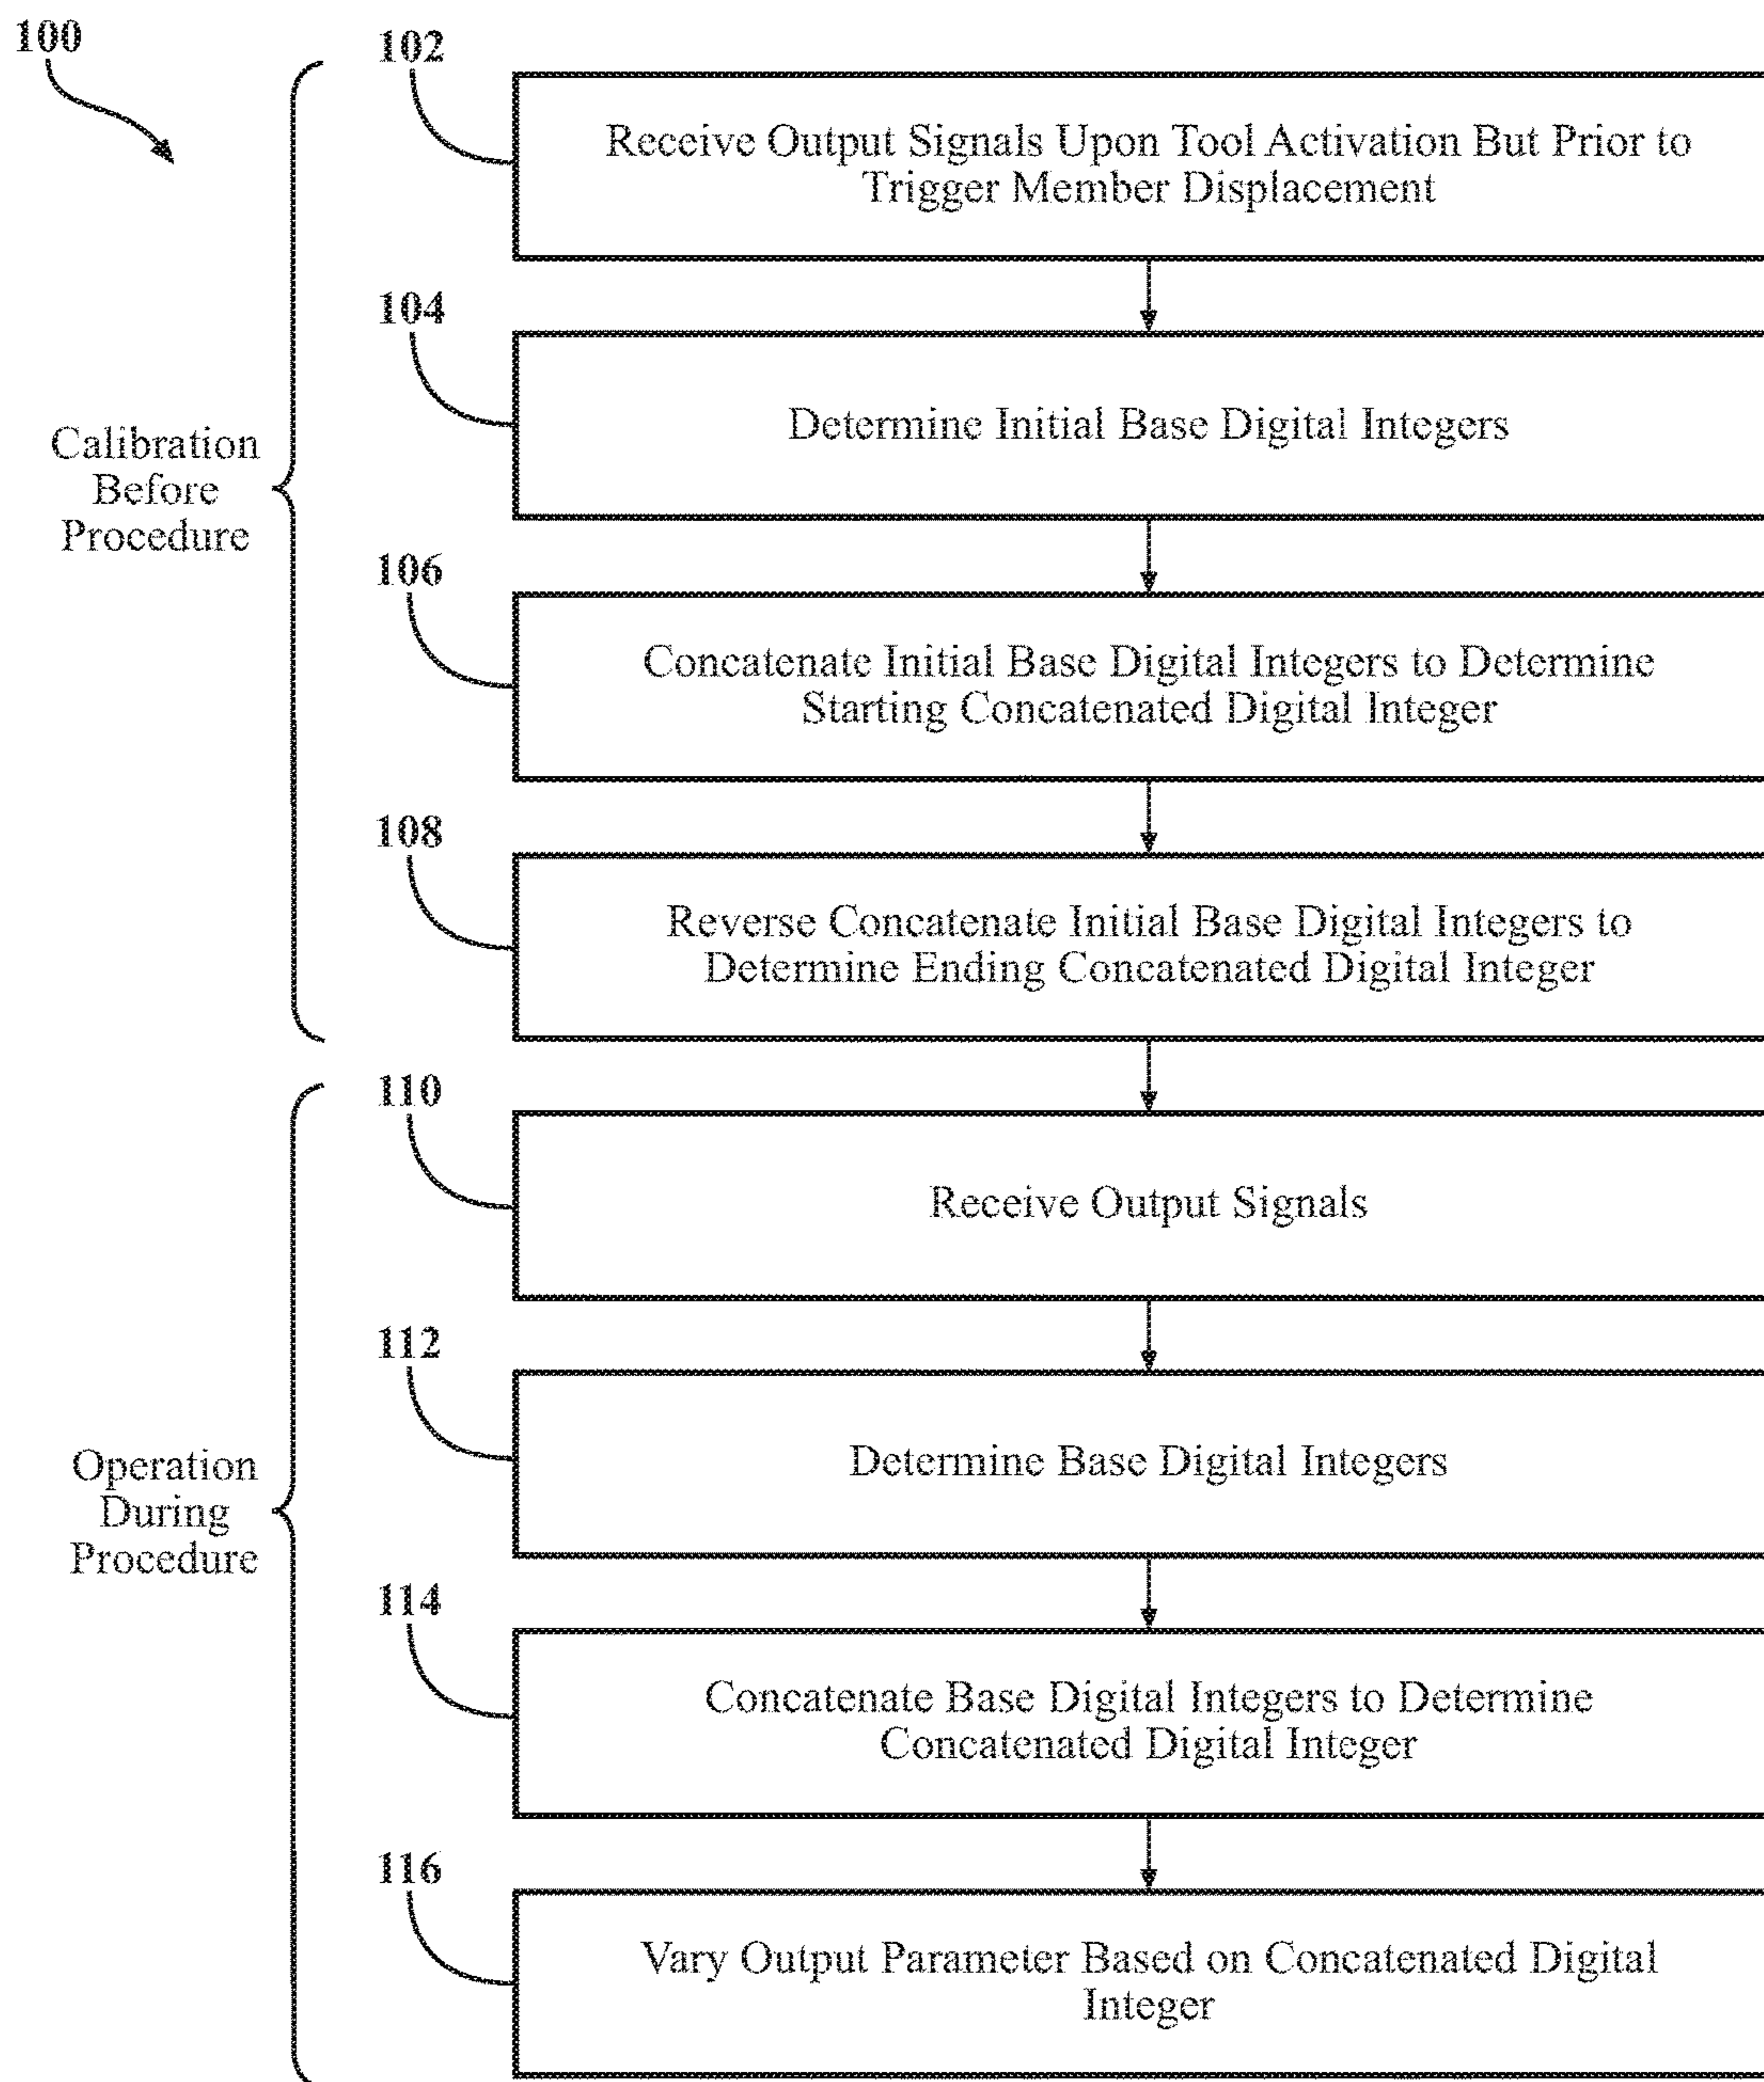 100
102
Receive Output Signals Upon Tool Activation But Prior to
Trigger Member Displacement
104
Determine Initial Base Digital Integers
Calibration
Before
Procedure
106
Concatenate Initial Base Digital Integers to Determine
Starting Concatenated Digital Integer
108
Reverse Concatenate Initial Base Digital Integers to
Determine Ending Concatenated Digital Integer
110
Receive Output Signals
112
Determine Base Digital Integers
Operation
During
Procedure
114
Concatenate Base Digital Integers to Determine
Concatenated Digital Integer
116
Vary Output Parameter Based on Concatenated Digital
Integer